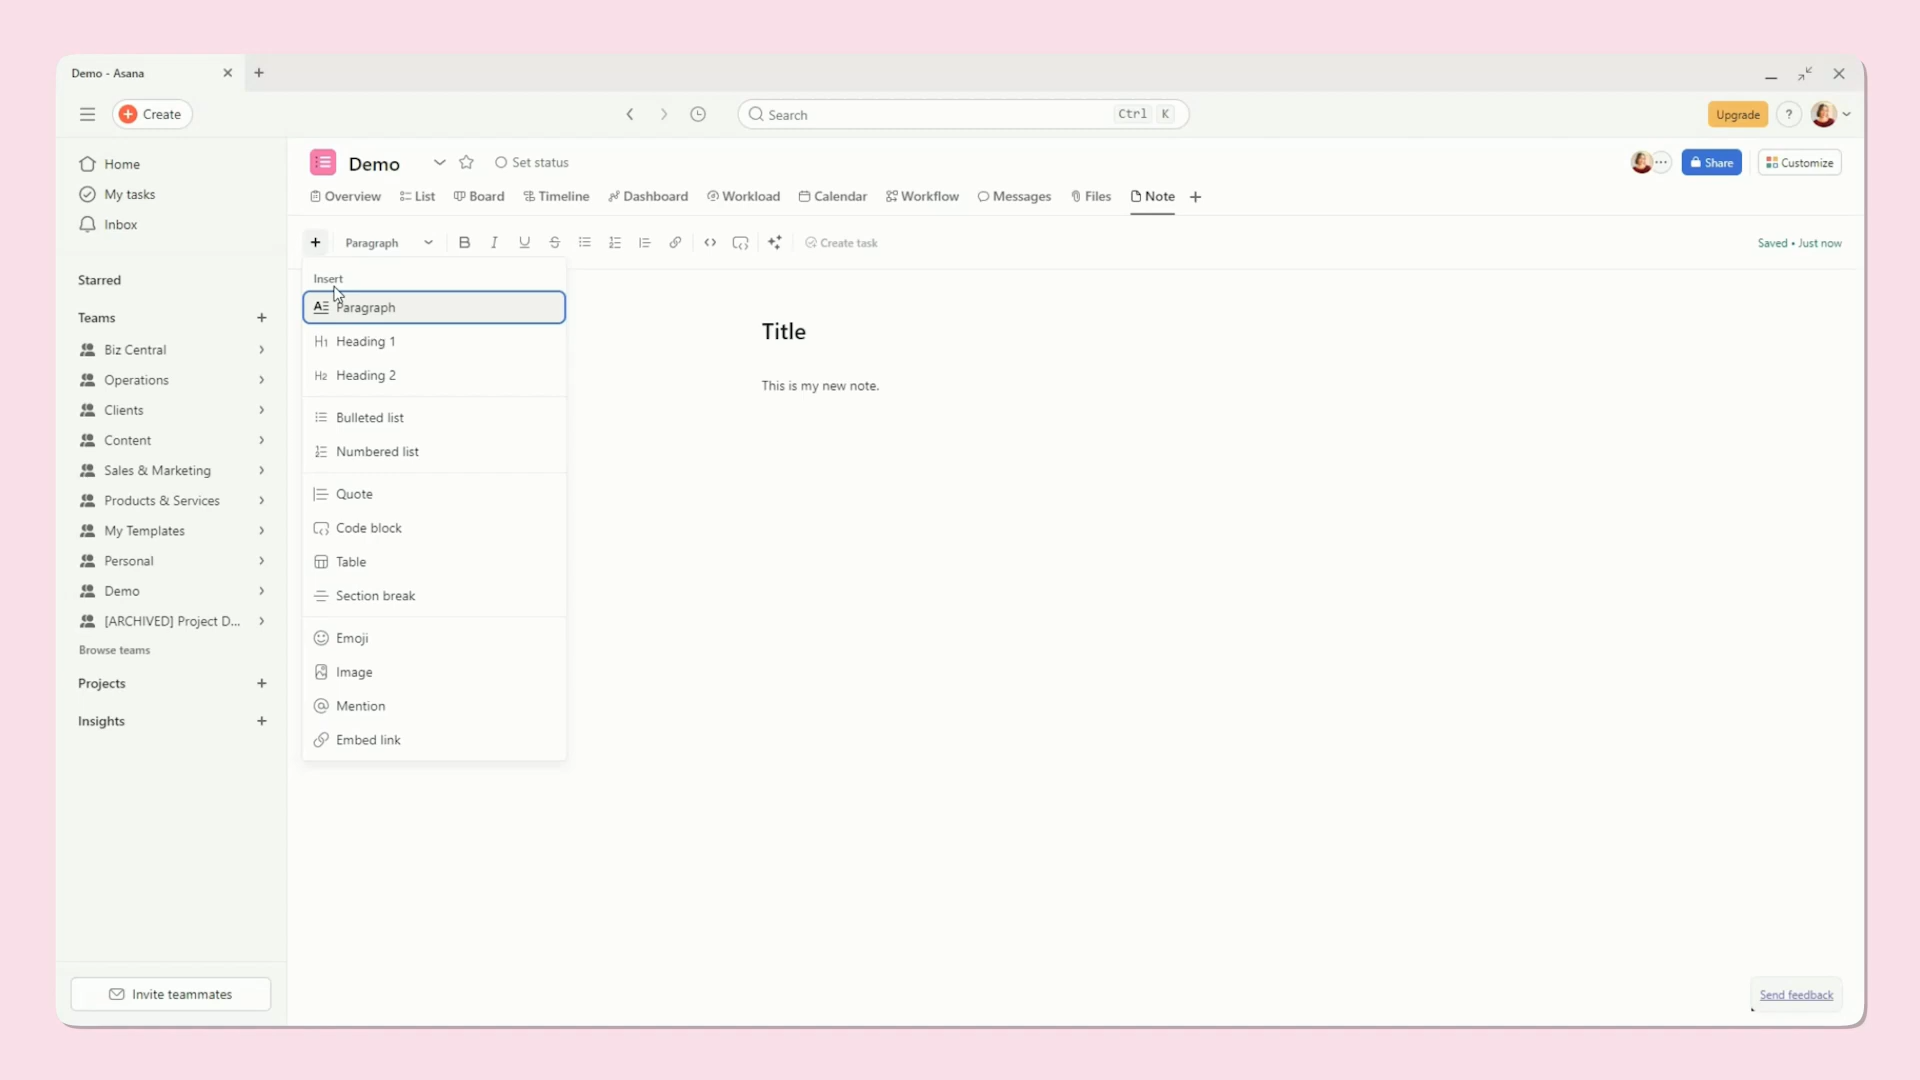 Demo - Asana
Create
Search
Ctrl K
Upgrade
?
Home
My tasks
Inbox
Starred
Teams
Biz Central
Operations
Clients
Content
Sales & Marketing
Products & Services
My Templates
Personal
Demo
[ARCHIVED] Project D...
Browse teams
Projects
Insights
Invite teammates
Demo
Set status
Share
Customize
Overview
List
Board
Timeline
Dashboard
Workload
Calendar
Workflow
Messages
Files
Note
Paragraph
B I U S
Create task
Saved • Just now
Insert
Paragraph
H1 Heading 1
H2 Heading 2
Bulleted list
Numbered list
Quote
Code block
Table
Section break
Emoji
Image
Mention
Embed link
Title
This is my new note.
Send feedback